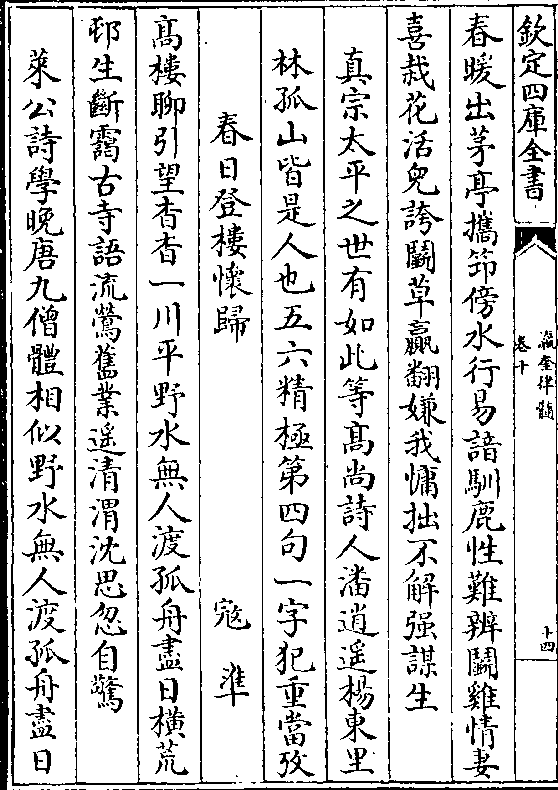 欽定四庫全書
瀛奎律髓
卷十
十四
春暖出茅亭攜筇傍水行易諳馴鹿性難辨鬬雞情妻
喜栽花活兒誇鬬草贏翻嫌我慵拙不解强謀生
真宗太平之世有如此等髙尚詩人潘逍遥楊東里
林孤山皆是人也五六精極第四句一字犯重當攷
春日登樓懷歸　寇準
髙樓聊引望杳杳一川平野水無人渡孤舟盡日横荒
邨生斷靄古寺語流鶯舊業遥清渭沈思忽自驚
萊公詩學晚唐九僧體相似野水無人渡孤舟盡日